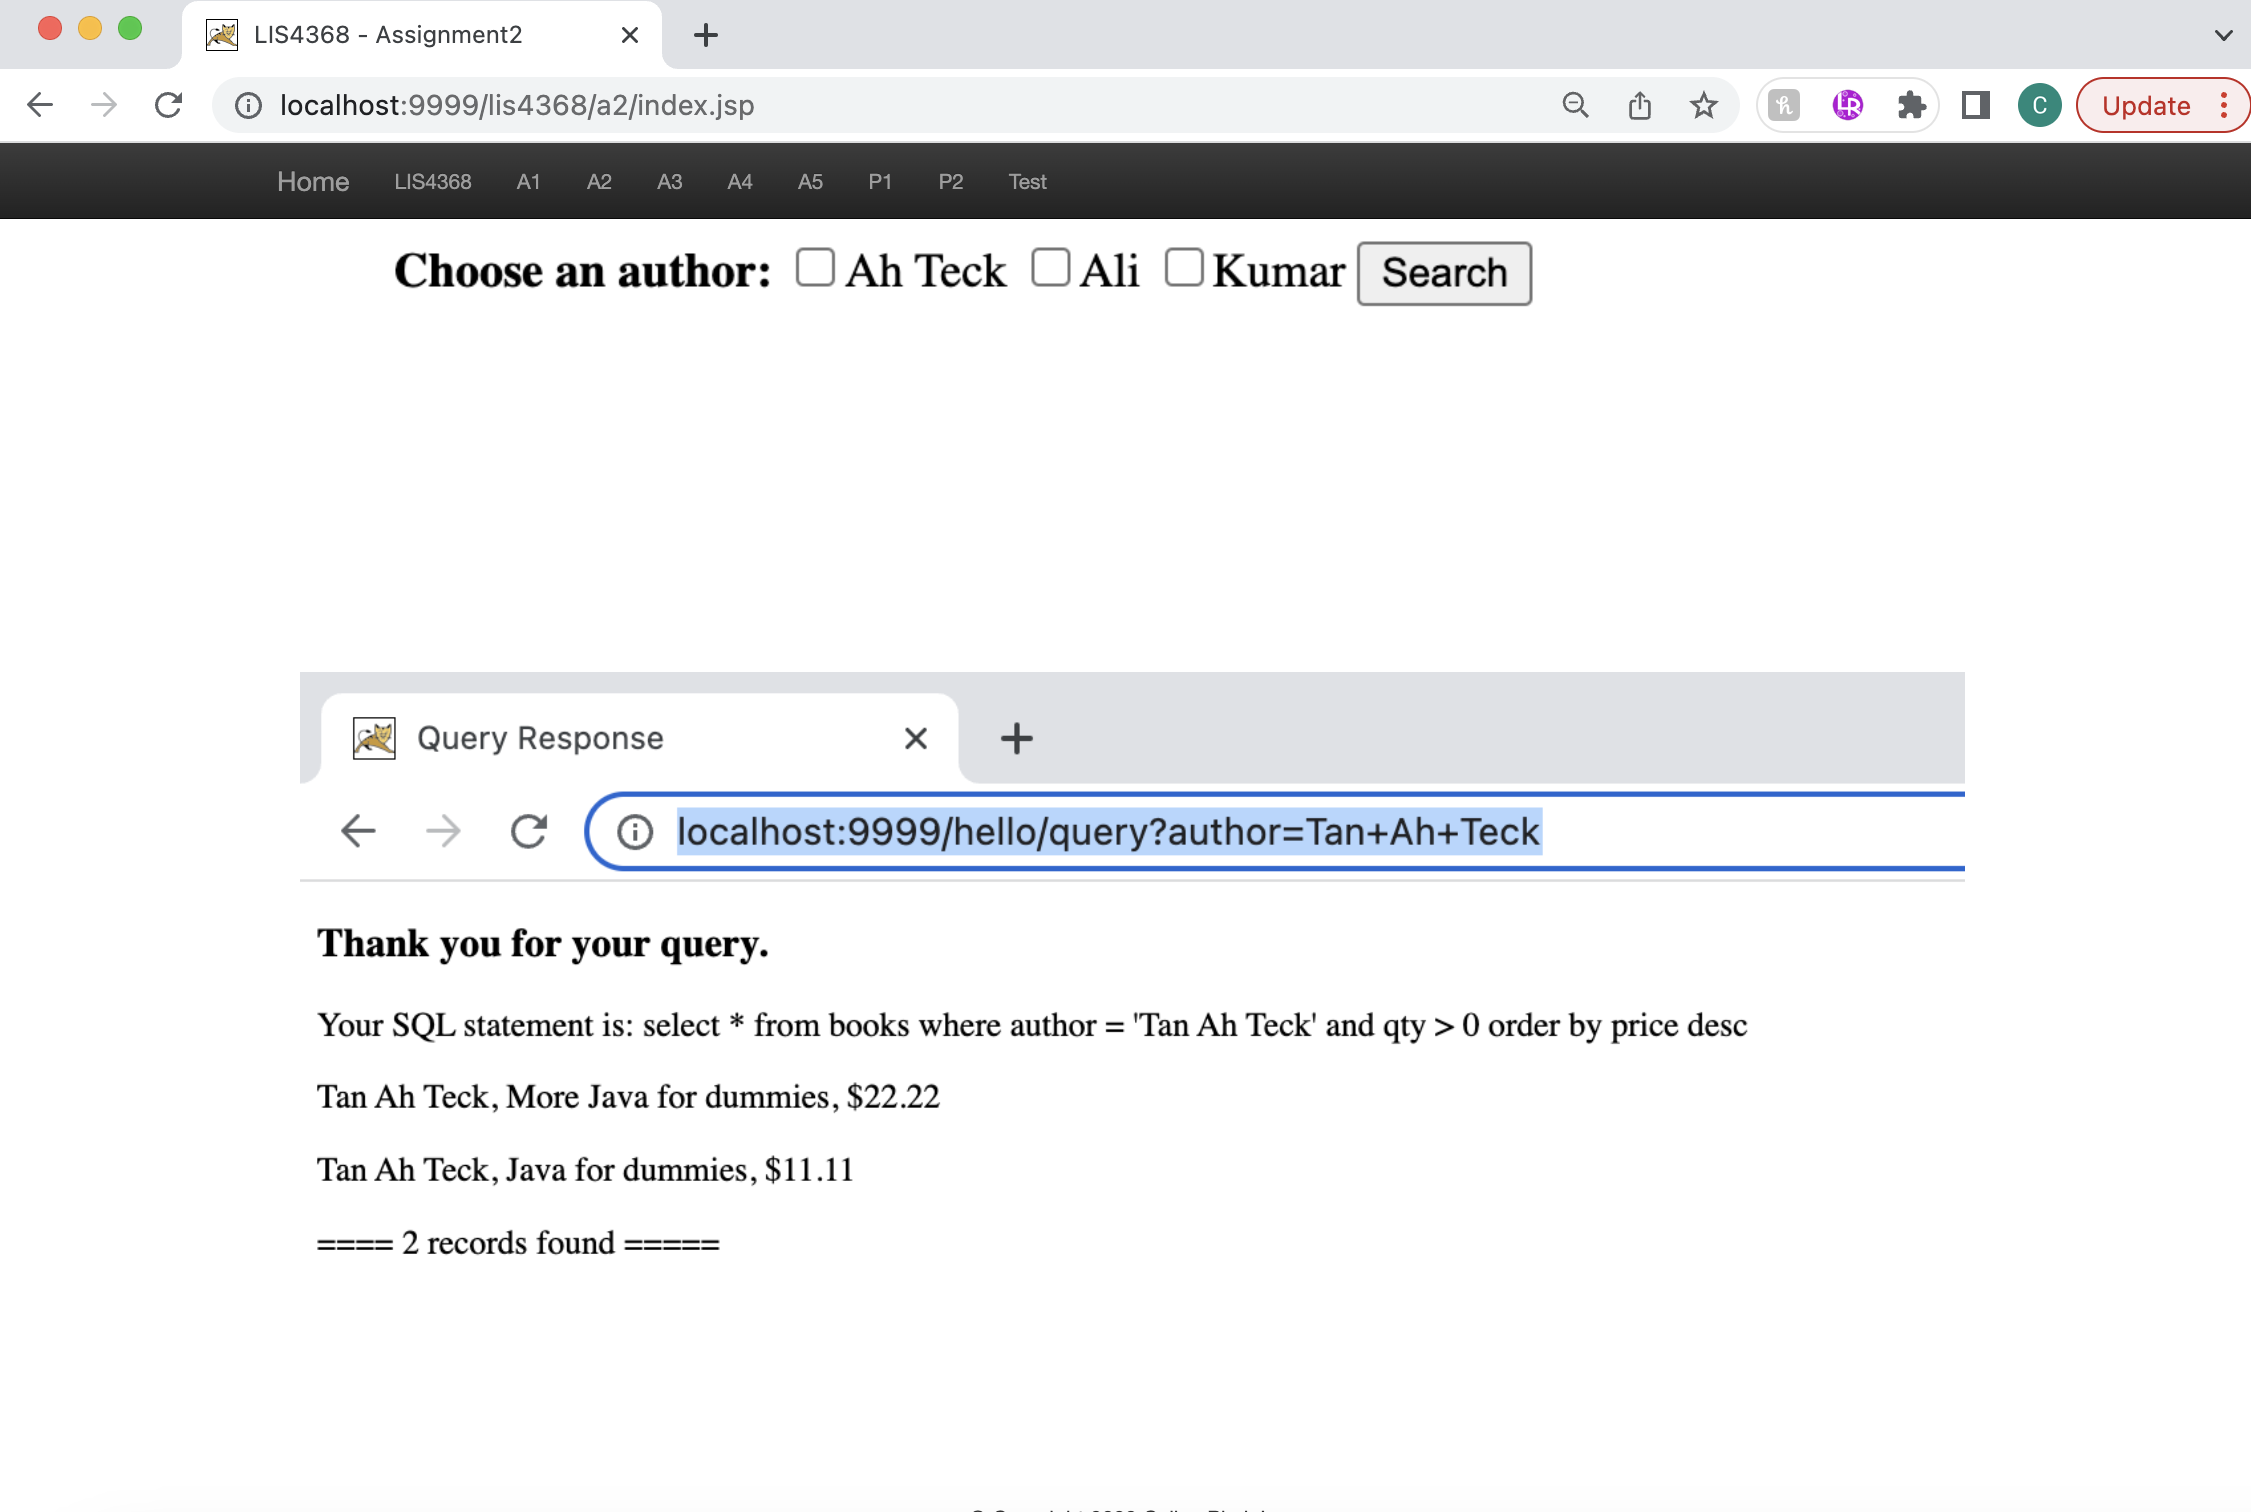 LIS4368 - Assignment2
localhost:9999/lis4368/a2/index.jsp
C
Update
Home LIS4368 A1 A2 A3 A4 A5 P1 P2 Test
Choose an author: Ah Teck Ali Kumar Search
Query Response
localhost:9999/hello/query?author=Tan+Ah+Teck
Thank you for your query.
Your SQL statement is: select * from books where author = 'Tan Ah Teck' and qty > 0 order by price desc
Tan Ah Teck, More Java for dummies, $22.22
Tan Ah Teck, Java for dummies, $11.11
==== 2 records found =====